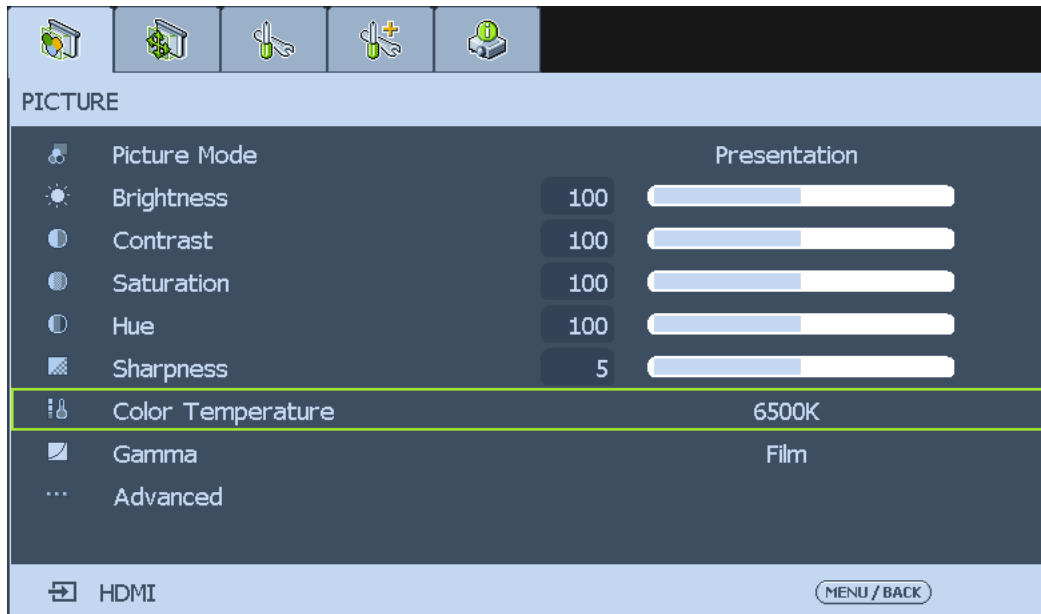 PICTURE
Picture Mode Presentation
Brightness 100
Contrast 100
Saturation 100
Hue 100
Sharpness 5
Color Temperature 6500K
Gamma Film
Advanced
HDMI MENU / BACK